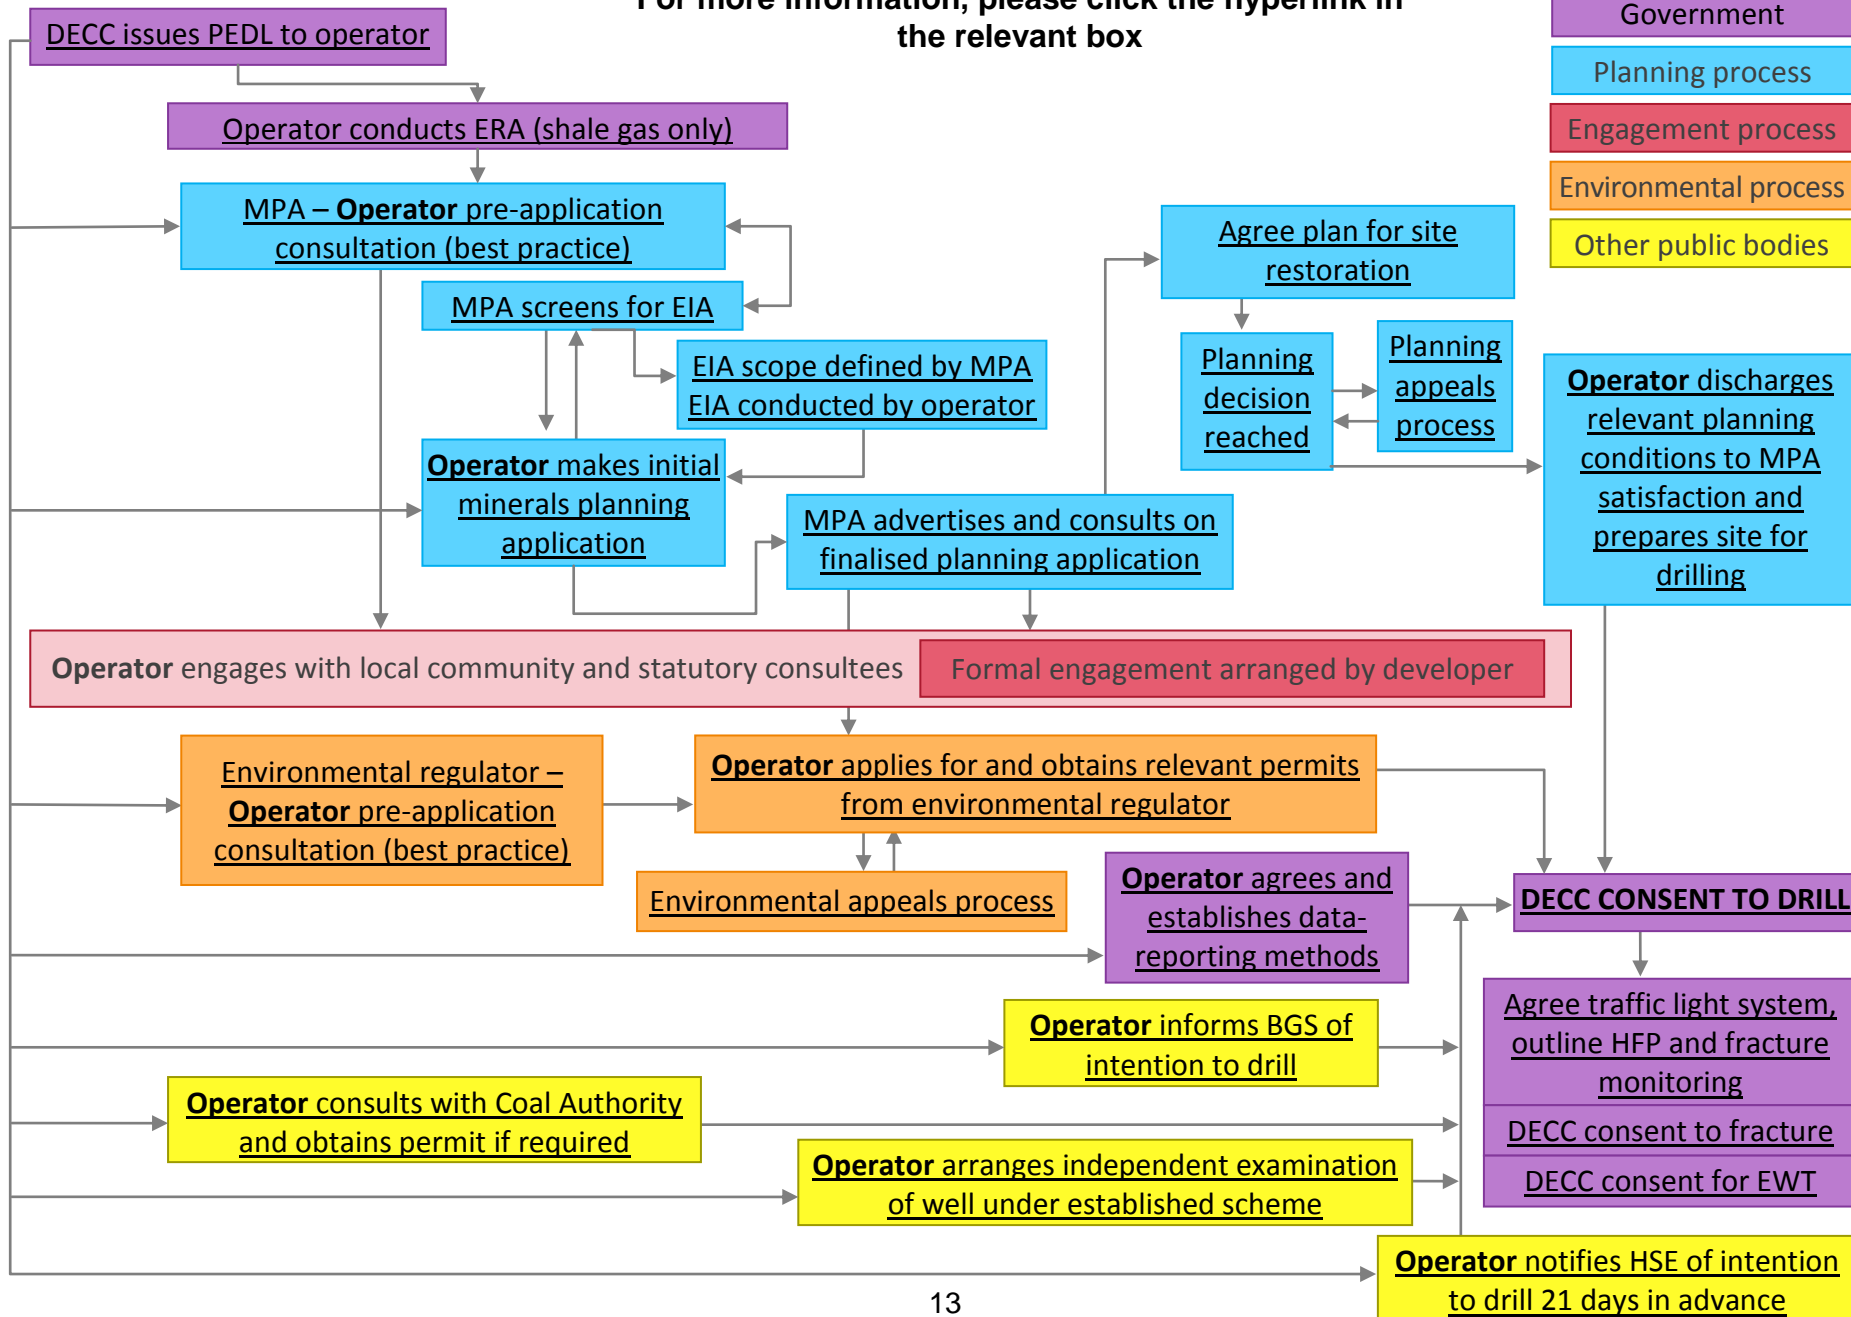 For more information, please click the hyperlink in
the relevant box
DECC issues PEDL to operator
Government
Planning process
Engagement process
Environmental process
Other public bodies
Operator conducts ERA (shale gas only)
MPA – Operator pre-application
consultation (best practice)
MPA screens for EIA
EIA scope defined by MPA
EIA conducted by operator
Operator makes initial
minerals planning
application
MPA advertises and consults on
finalised planning application
Agree plan for site
restoration
Planning
decision
reached
Planning
appeals
process
Operator discharges
relevant planning
conditions to MPA
satisfaction and
prepares site for
drilling
Operator engages with local community and statutory consultees
Formal engagement arranged by developer
Environmental regulator –
Operator pre-application
consultation (best practice)
Operator applies for and obtains relevant permits
from environmental regulator
Environmental appeals process
Operator agrees and
establishes data-
reporting methods
DECC CONSENT TO DRILL
Operator informs BGS of
intention to drill
Agree traffic light system,
outline HFP and fracture
monitoring
DECC consent to fracture
DECC consent for EWT
Operator consults with Coal Authority
and obtains permit if required
Operator arranges independent examination
of well under established scheme
Operator notifies HSE of intention
to drill 21 days in advance
13